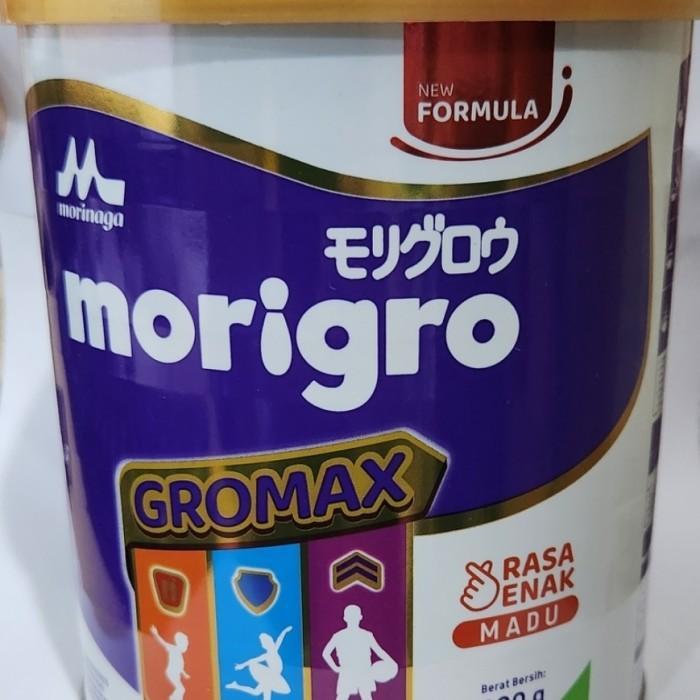 NEW
FORMULA
morinaga
モリグロウ
morigro
GROMAX
RASA
ENAK
MADU
Berat Bersih: